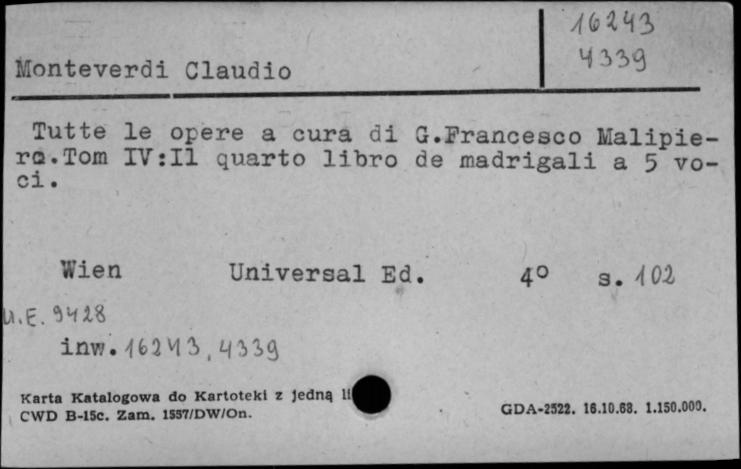 16243
4339
Monteverdi Claudio
Tutte le opere a cura di G.Francesco Malipie-
ro.Tom IV:Il quarto libro de madrigali a 5 vo-
ci.
Wien Universal Ed. 4° s. 102
U.E. 9428
inw. 16243, 4339
Karta Katalogowa do Kartoteki z jedną li
CWD B-15c. Zam. 1557/DW/On.
GDA-2522. 16.10.68. 1.150.000.